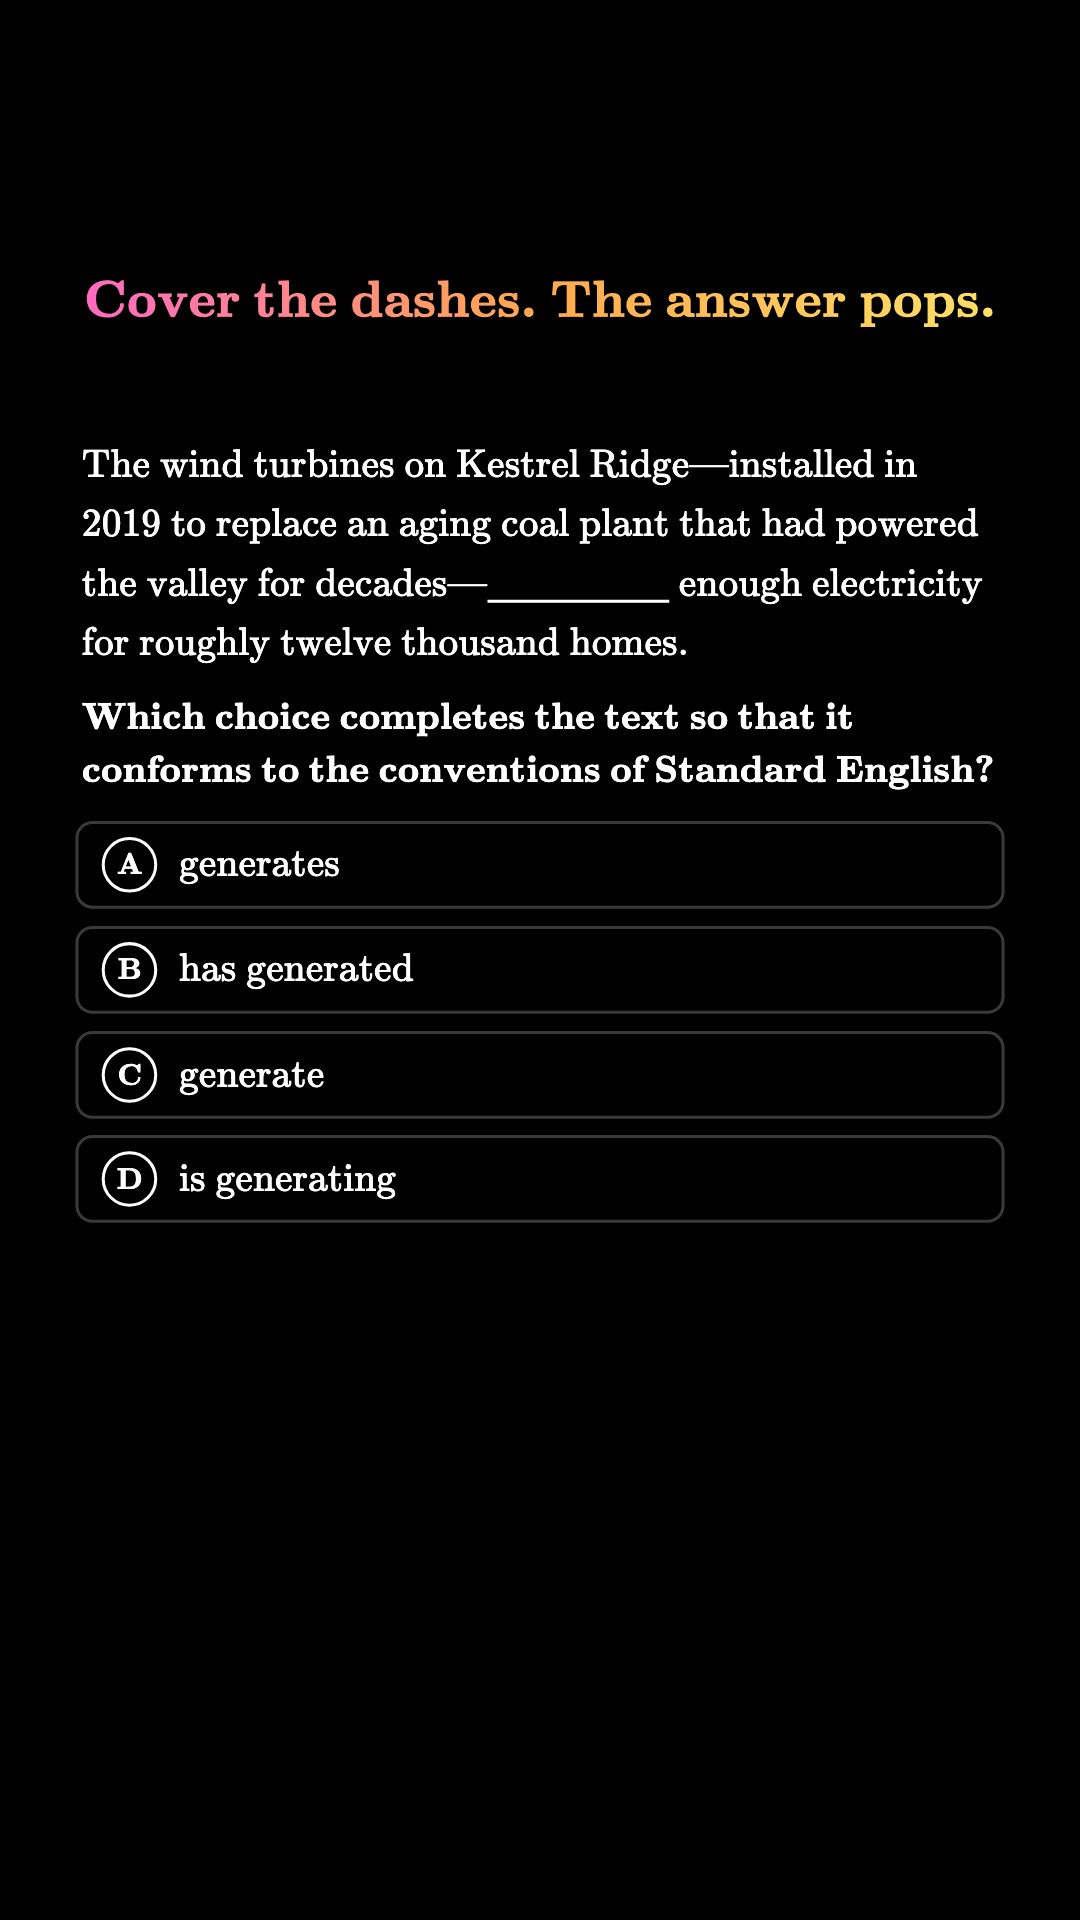 Cover the dashes. The answer pops.
The wind turbines on Kestrel Ridge—installed in
2019 to replace an aging coal plant that had powered
the valley for decades—_________ enough electricity
for roughly twelve thousand homes.
Which choice completes the text so that it
conforms to the conventions of Standard English?
A generates
B has generated
C generate
D is generating